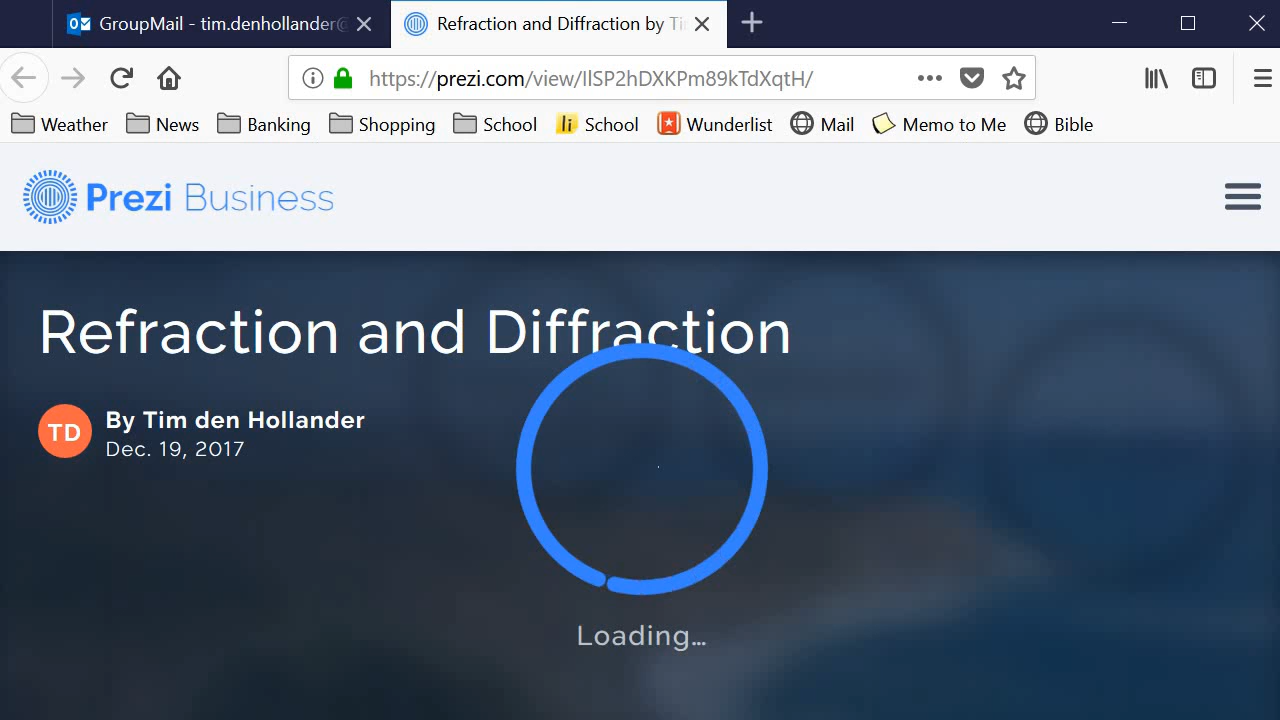 GroupMail - tim.denhollander@
Refraction and Diffraction by Ti
https://prezi.com/view/IlSP2hDXKPm89kTdXqtH/
Weather News Banking Shopping School li School Wunderlist Mail Memo to Me Bible
Prezi Business
Refraction and Diffraction
TD By Tim den Hollander
Dec. 19, 2017
Loading...